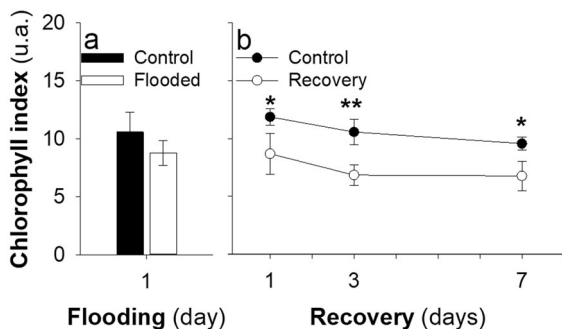 Chlorophyll index (u.a.)
20
15
10
5
0
a
Control
Flooded
1
Flooding (day)
b
Control
Recovery
*
**
*
1
3
7
Recovery (days)